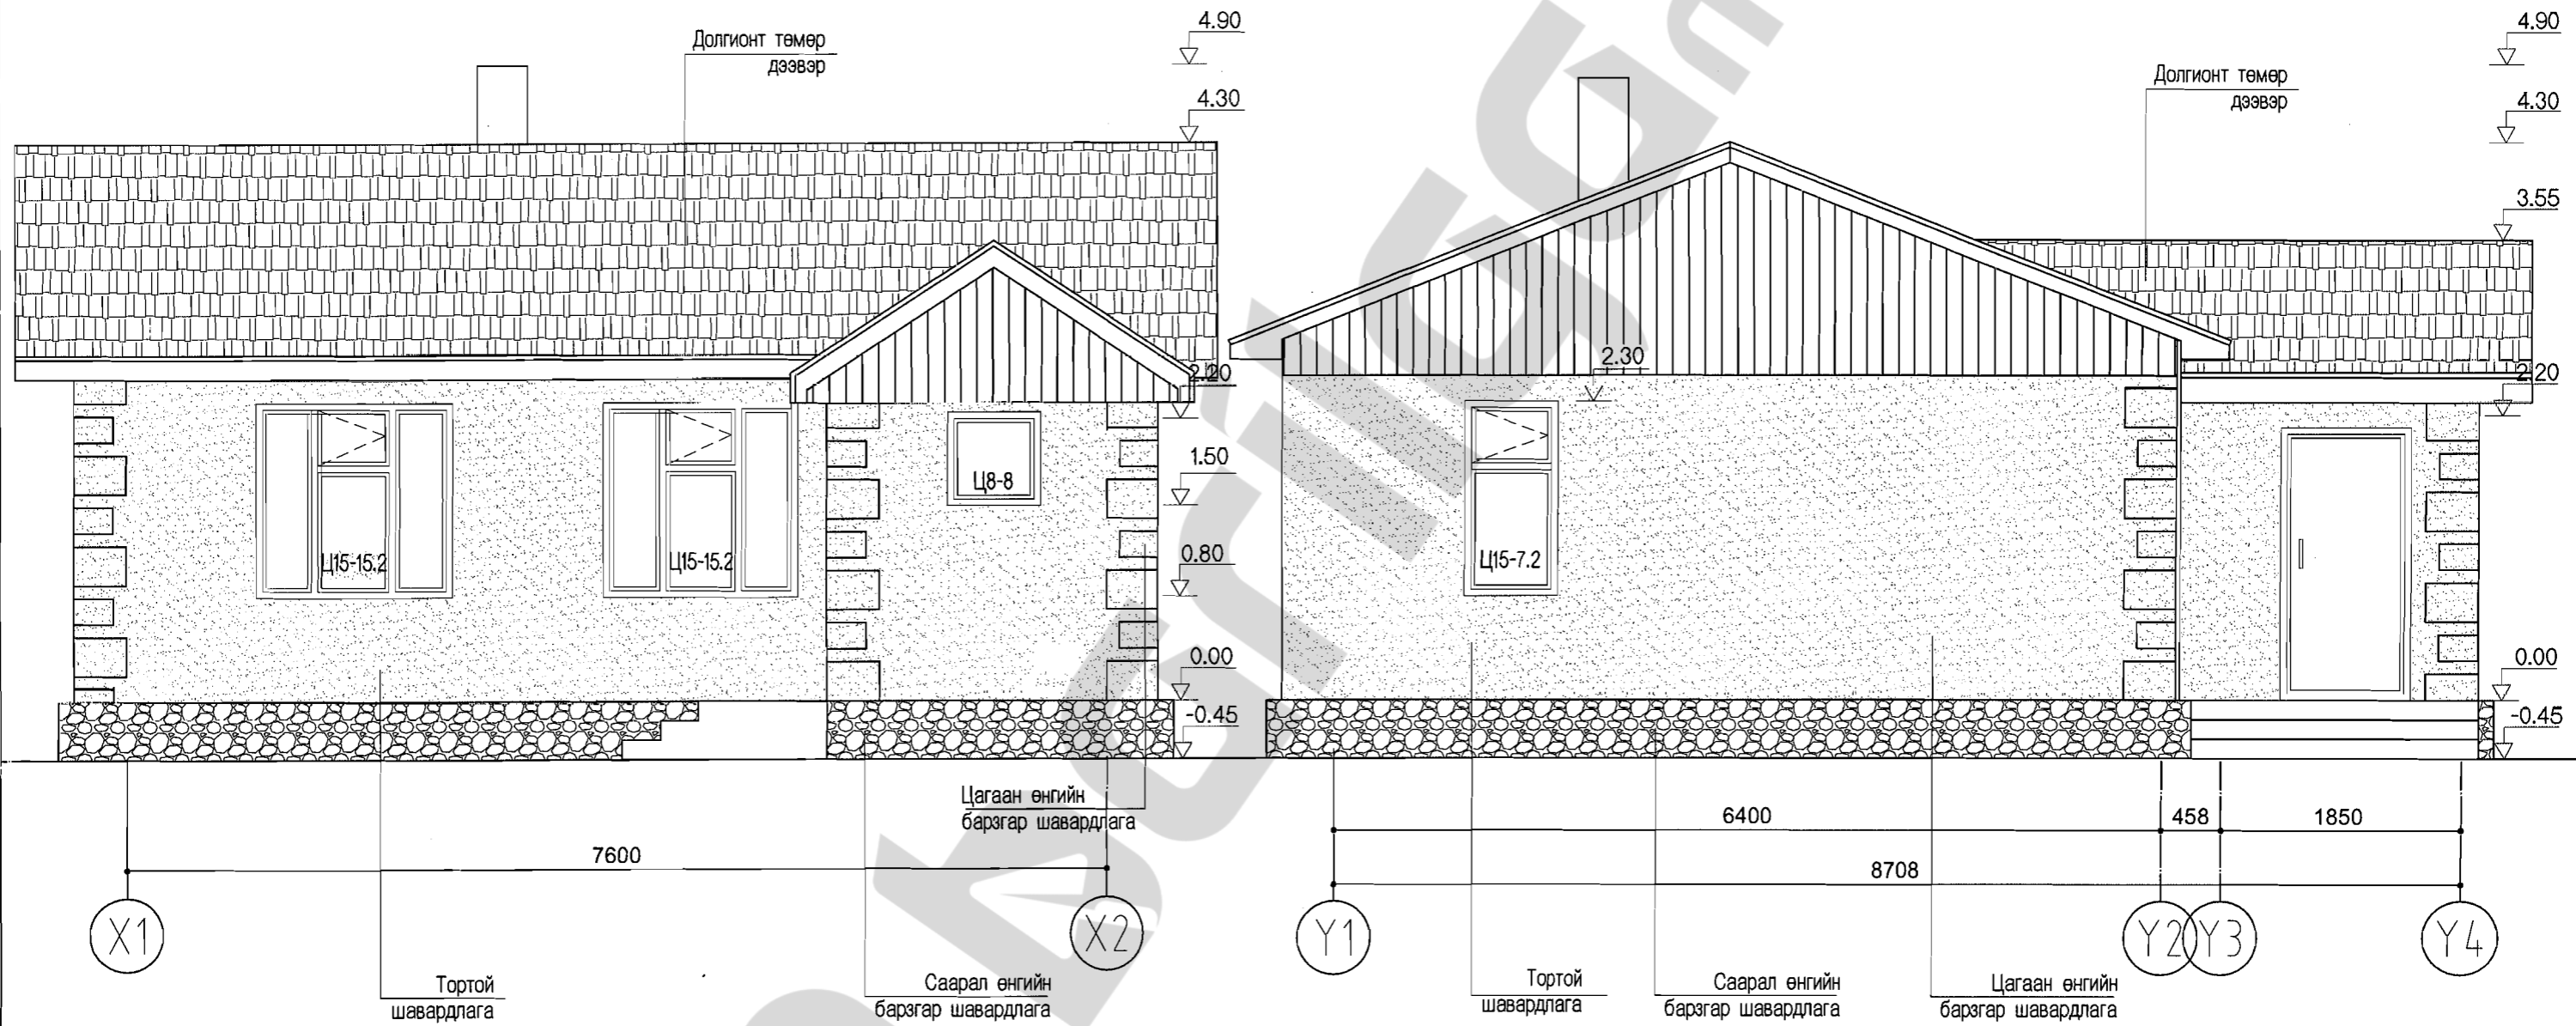 Долгионт төмөр
дээвэр
4.90
4.30
2.20
1.50
0.80
0.00
-0.45
Ц15-15.2
Ц15-15.2
Ц8-8
Цагаан өнгийн
барзгар шавардлага
7600
X1
X2
Тортой
шавардлага
Саарал өнгийн
барзгар шавардлага
Долгионт төмөр
дээвэр
4.90
4.30
3.55
2.30
2.20
Ц15-7.2
0.00
-0.45
6400
458
1850
8708
Y1
Y2
Y3
Y4
Тортой
шавардлага
Саарал өнгийн
барзгар шавардлага
Цагаан өнгийн
барзгар шавардлага